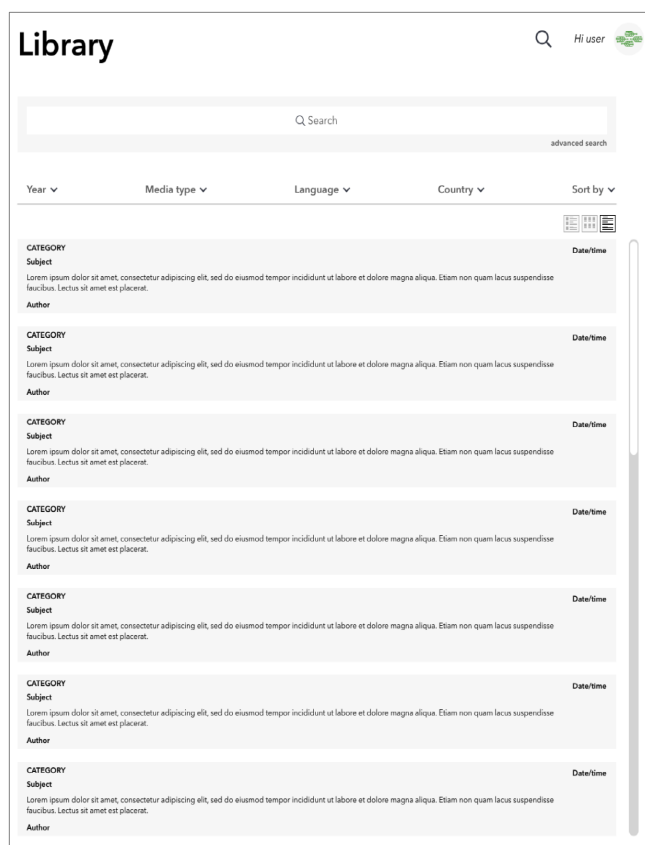 Library
Hi user
Search
advanced search
Year
Media type
Language
Country
Sort by
CATEGORY
Date/time
Subject
Lorem ipsum dolor sit amet, consectetur adipiscing elit, sed do eiusmod tempor incididunt ut labore et dolore magna aliqua. Etiam non quam lacus suspendisse
faucibus. Lectus sit amet est placerat.
Author
CATEGORY
Date/time
Subject
Lorem ipsum dolor sit amet, consectetur adipiscing elit, sed do eiusmod tempor incididunt ut labore et dolore magna aliqua. Etiam non quam lacus suspendisse
faucibus. Lectus sit amet est placerat.
Author
CATEGORY
Date/time
Subject
Lorem ipsum dolor sit amet, consectetur adipiscing elit, sed do eiusmod tempor incididunt ut labore et dolore magna aliqua. Etiam non quam lacus suspendisse
faucibus. Lectus sit amet est placerat.
Author
CATEGORY
Date/time
Subject
Lorem ipsum dolor sit amet, consectetur adipiscing elit, sed do eiusmod tempor incididunt ut labore et dolore magna aliqua. Etiam non quam lacus suspendisse
faucibus. Lectus sit amet est placerat.
Author
CATEGORY
Date/time
Subject
Lorem ipsum dolor sit amet, consectetur adipiscing elit, sed do eiusmod tempor incididunt ut labore et dolore magna aliqua. Etiam non quam lacus suspendisse
faucibus. Lectus sit amet est placerat.
Author
CATEGORY
Date/time
Subject
Lorem ipsum dolor sit amet, consectetur adipiscing elit, sed do eiusmod tempor incididunt ut labore et dolore magna aliqua. Etiam non quam lacus suspendisse
faucibus. Lectus sit amet est placerat.
Author
CATEGORY
Date/time
Subject
Lorem ipsum dolor sit amet, consectetur adipiscing elit, sed do eiusmod tempor incididunt ut labore et dolore magna aliqua. Etiam non quam lacus suspendisse
faucibus. Lectus sit amet est placerat.
Author